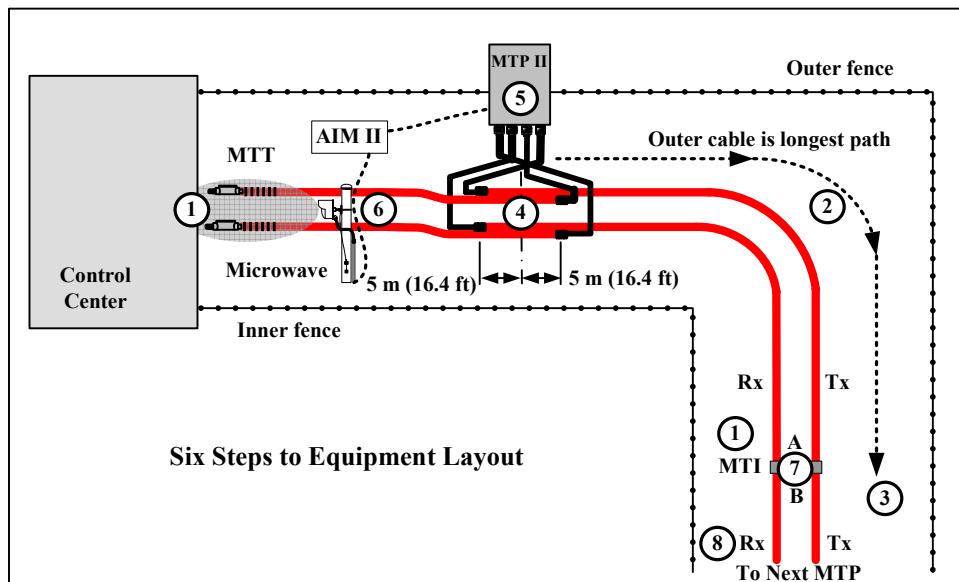 MTP II
5
Outer fence
AIM II
Outer cable is longest path
MTT
1
6
4
2
Microwave
5 m (16.4 ft)
5 m (16.4 ft)
Control
Center
Inner fence
Rx
Tx
1
A
MTI
7
B
3
Six Steps to Equipment Layout
8
Rx
Tx
To Next MTP